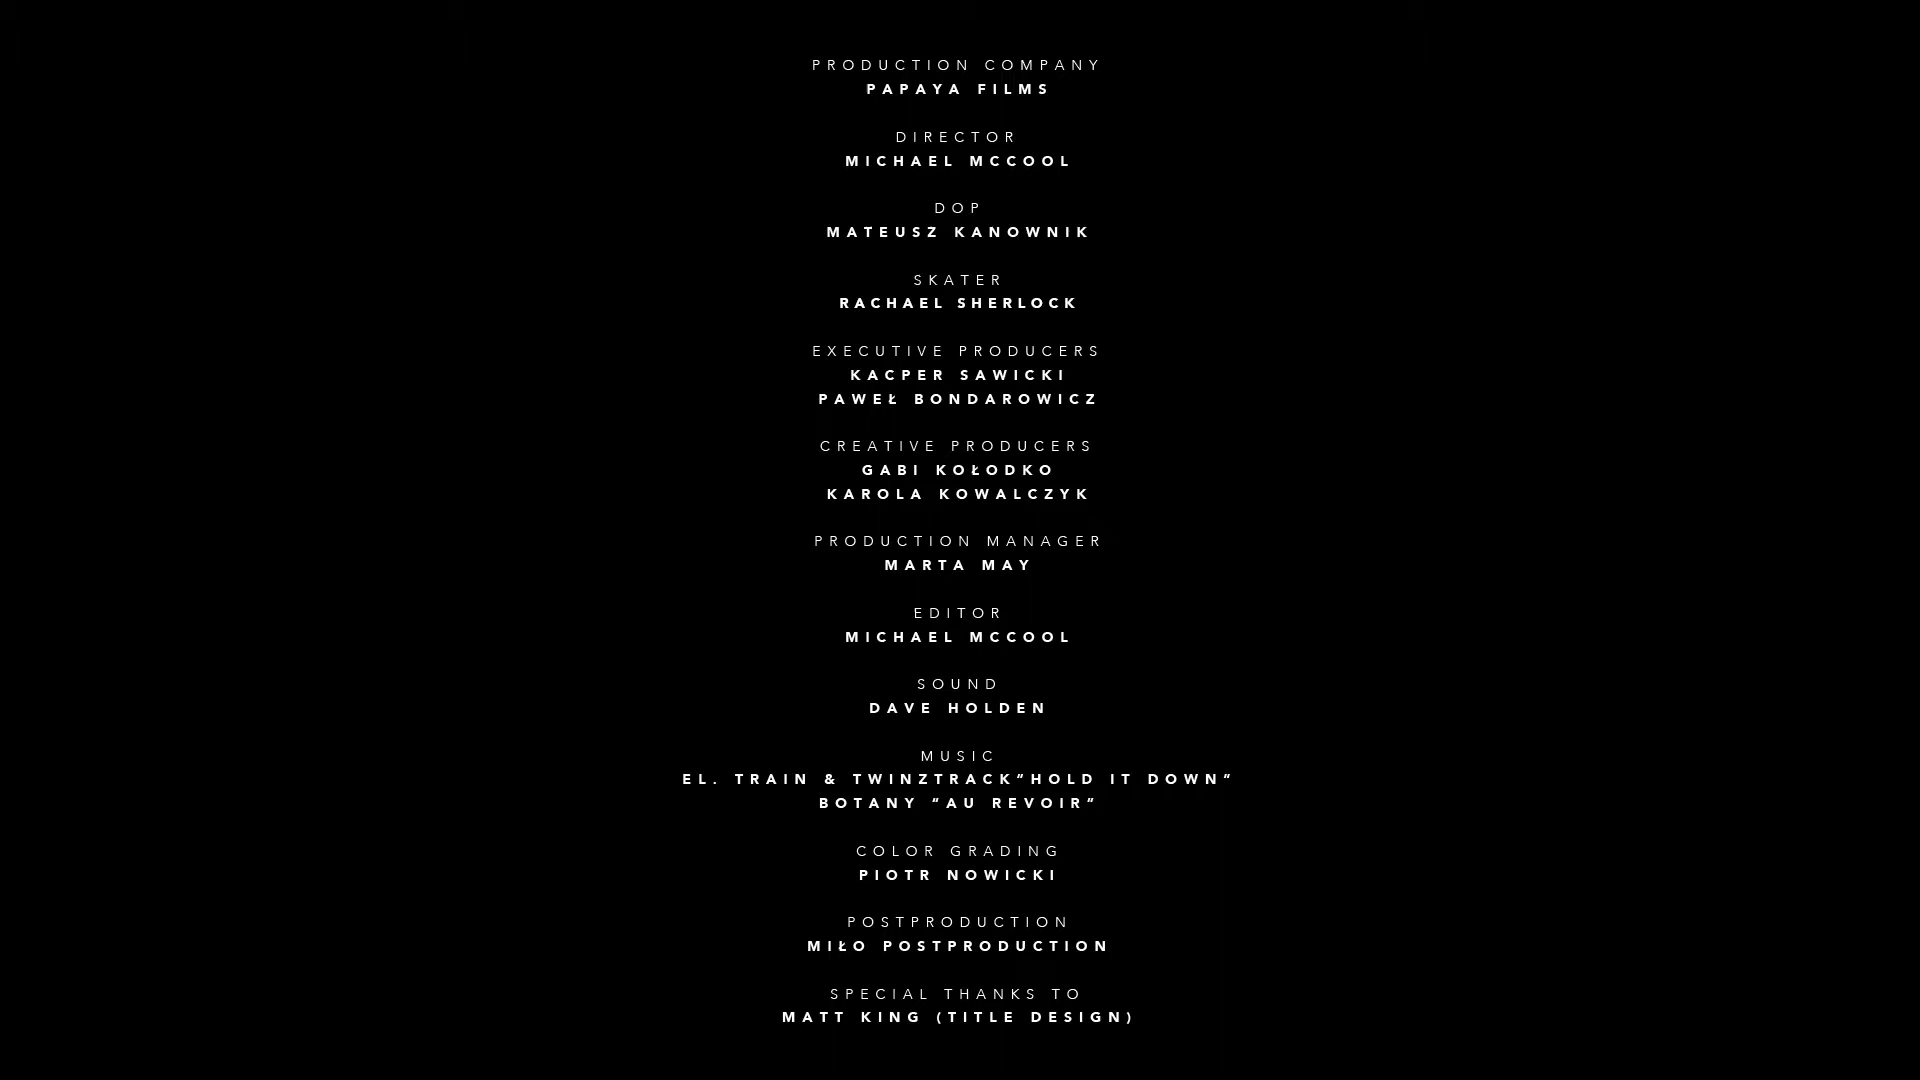 PRODUCTION COMPANY
PAPAYA FILMS
DIRECTOR
MICHAEL MCCOOL
DOP
MATEUSZ KANOWNIK
SKATER
RACHAEL SHERLOCK
EXECUTIVE PRODUCERS
KACPER SAWICKI
PAWEŁ BONDAROWICZ
CREATIVE PRODUCERS
GABI KOŁODKO
KAROLA KOWALCZYK
PRODUCTION MANAGER
MARTA MAY
EDITOR
MICHAEL MCCOOL
SOUND
DAVE HOLDEN
MUSIC
EL. TRAIN & TWINZTRACK“HOLD IT DOWN”
BOTANY “AU REVOIR”
COLOR GRADING
PIOTR NOWICKI
POSTPRODUCTION
MIŁO POSTPRODUCTION
SPECIAL THANKS TO
MATT KING (TITLE DESIGN)